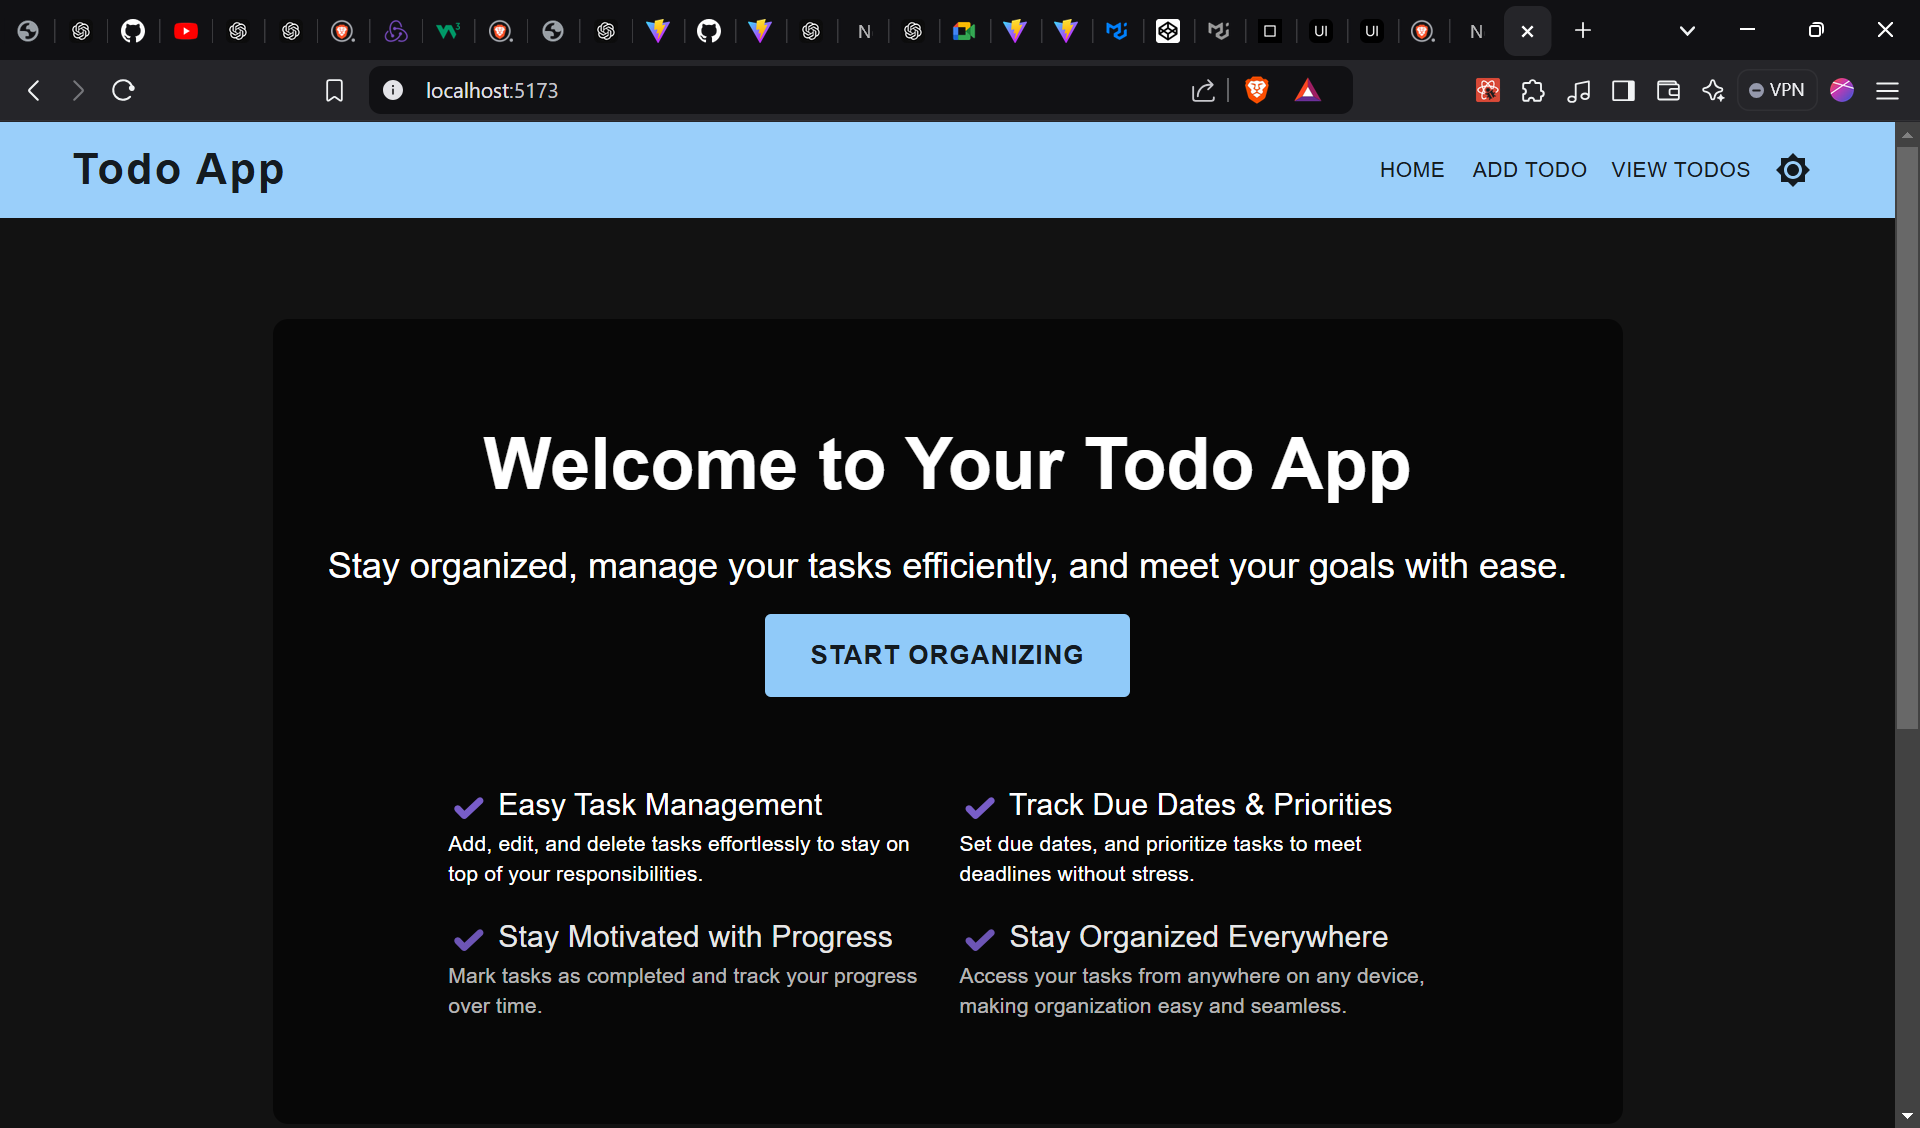 N
UI
UI
N
localhost:5173
VPN
Todo App
HOME ADD TODO VIEW TODOS
Welcome to Your Todo App
Stay organized, manage your tasks efficiently, and meet your goals with ease.
START ORGANIZING
Easy Task Management
Add, edit, and delete tasks effortlessly to stay on
top of your responsibilities.
Track Due Dates & Priorities
Set due dates, and prioritize tasks to meet
deadlines without stress.
Stay Motivated with Progress
Mark tasks as completed and track your progress
over time.
Stay Organized Everywhere
Access your tasks from anywhere on any device,
making organization easy and seamless.